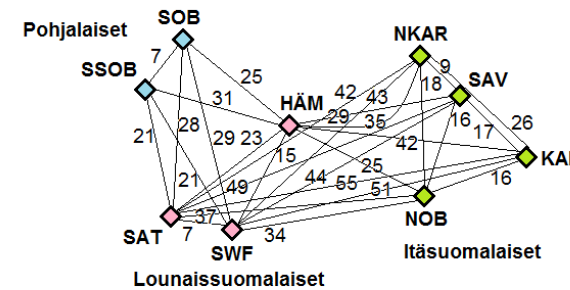 SOB
Pohjalaiset
NKAR
7
9
SAV
SSOB
25
42
18
31
43
HÄM
29
35
26
28
16
17
21
29
23
42
15
25
KA
21
49
44
55
51
16
37
NOB
SAT
7
SWF
34
Itäsuomalaiset
Lounaissuomalaiset